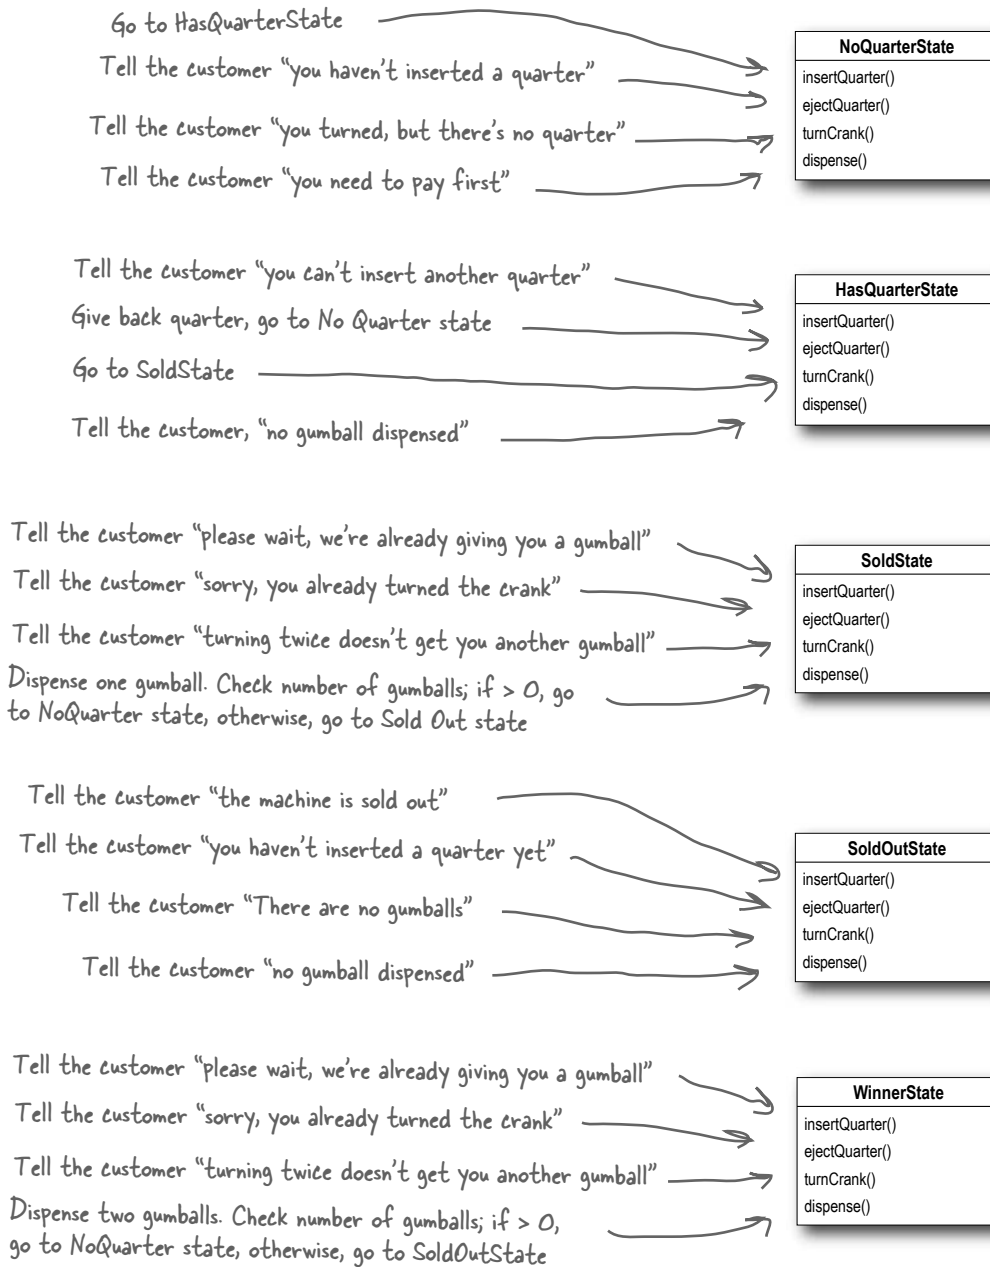 Go to HasQuarterState
Tell the customer “you haven't inserted a quarter”
Tell the customer “you turned, but there's no quarter”
Tell the customer “you need to pay first”
NoQuarterState
insertQuarter()
ejectQuarter()
turnCrank()
dispense()
Tell the customer “you can't insert another quarter”
Give back quarter, go to No Quarter state
Go to SoldState
Tell the customer, “no gumball dispensed”
HasQuarterState
insertQuarter()
ejectQuarter()
turnCrank()
dispense()
Tell the customer “please wait, we're already giving you a gumball”
Tell the customer “sorry, you already turned the crank”
Tell the customer “turning twice doesn't get you another gumball”
Dispense one gumball. Check number of gumballs; if > 0, go
to NoQuarter state, otherwise, go to Sold Out state
SoldState
insertQuarter()
ejectQuarter()
turnCrank()
dispense()
Tell the customer “the machine is sold out”
Tell the customer “you haven't inserted a quarter yet”
Tell the customer “There are no gumballs”
Tell the customer “no gumball dispensed”
SoldOutState
insertQuarter()
ejectQuarter()
turnCrank()
dispense()
Tell the customer “please wait, we're already giving you a gumball”
Tell the customer “sorry, you already turned the crank”
Tell the customer “turning twice doesn't get you another gumball”
Dispense two gumballs. Check number of gumballs; if > 0,
go to NoQuarter state, otherwise, go to SoldOutState
WinnerState
insertQuarter()
ejectQuarter()
turnCrank()
dispense()